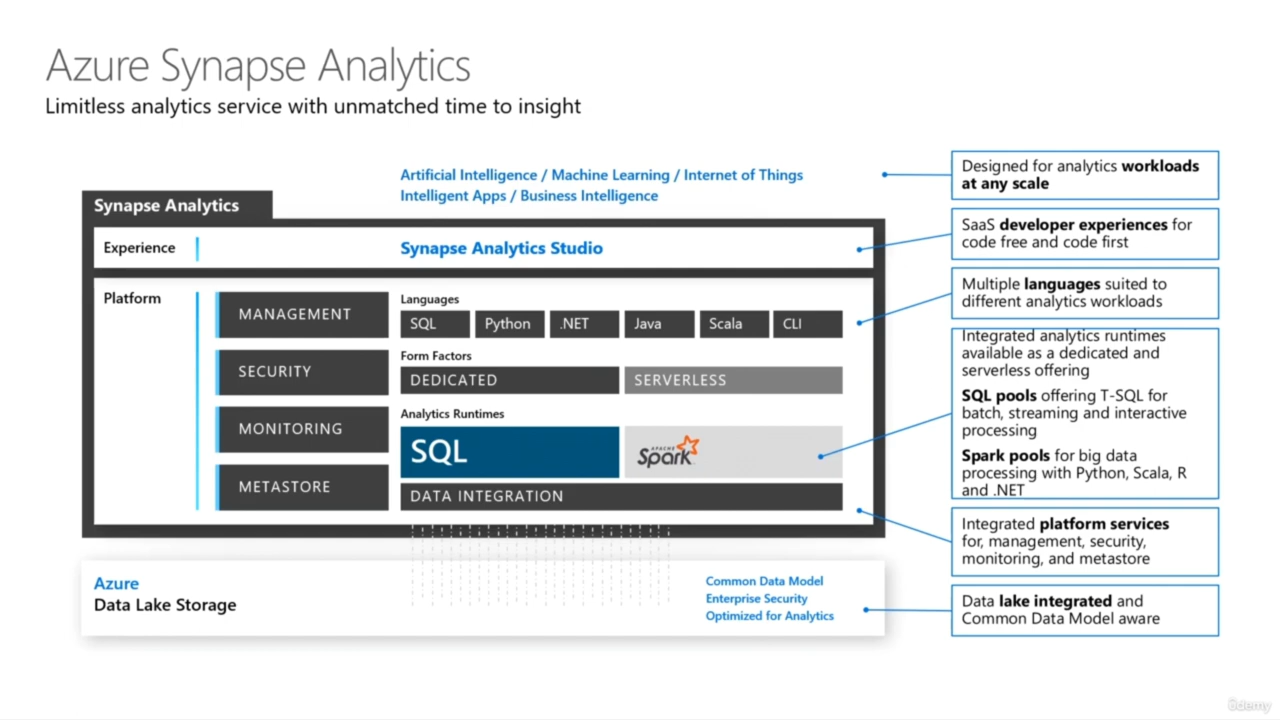 Azure Synapse Analytics
Limitless analytics service with unmatched time to insight
Artificial Intelligence / Machine Learning / Internet of Things
Intelligent Apps / Business Intelligence
Synapse Analytics
Experience
Synapse Analytics Studio
Platform
MANAGEMENT
SECURITY
MONITORING
METASTORE
Languages
SQL
Python
.NET
Java
Scala
CLI
Form Factors
DEDICATED
SERVERLESS
Analytics Runtimes
SQL
APACHE
Spark
DATA INTEGRATION
Azure
Data Lake Storage
Common Data Model
Enterprise Security
Optimized for Analytics
Designed for analytics workloads
at any scale
SaaS developer experiences for
code free and code first
Multiple languages suited to
different analytics workloads
Integrated analytics runtimes
available as a dedicated and
serverless offering
SQL pools offering T-SQL for
batch, streaming and interactive
processing
Spark pools for big data
processing with Python, Scala, R
and .NET
Integrated platform services
for, management, security,
monitoring, and metastore
Data lake integrated and
Common Data Model aware
ûdemy